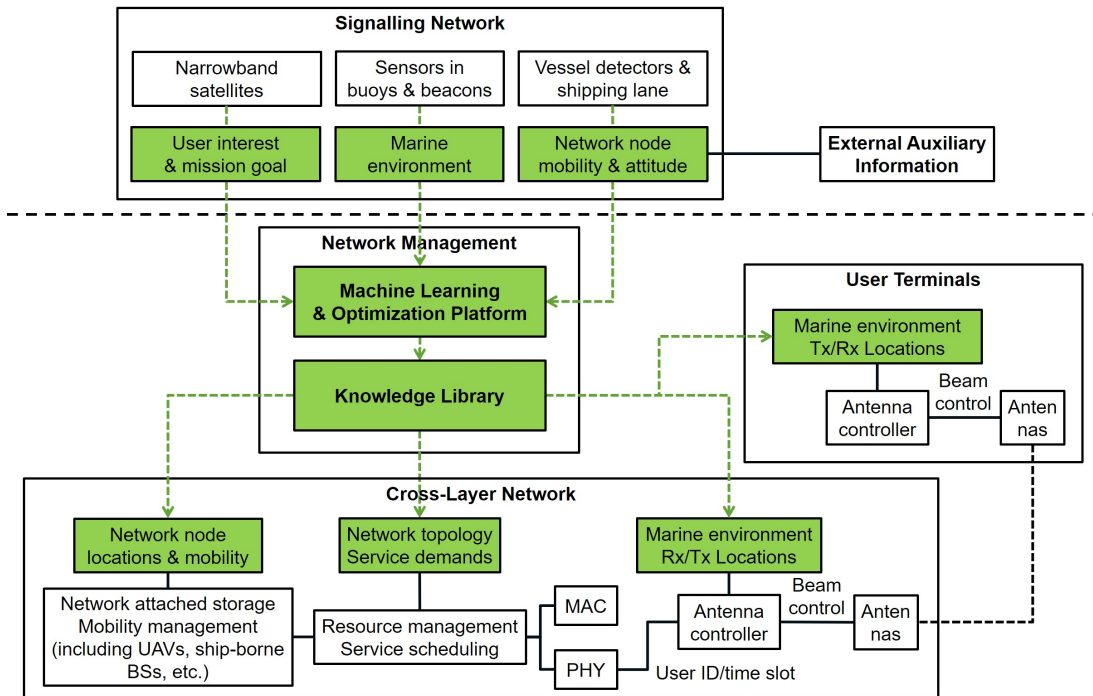 Signalling Network
Narrowband
satellites
Sensors in
buoys & beacons
Vessel detectors &
shipping lane
User interest
& mission goal
Marine
environment
Network node
mobility & attitude
External Auxiliary
Information
Network Management
Machine Learning
& Optimization Platform
Knowledge Library
User Terminals
Marine environment
Tx/Rx Locations
Antenna
controller
Beam
control
Anten
nas
Cross-Layer Network
Network node
locations & mobility
Network topology
Service demands
Marine environment
Rx/Tx Locations
Network attached storage
Mobility management
(including UAVs, ship-borne
BSs, etc.)
Resource management
Service scheduling
MAC
PHY
Antenna
controller
Beam
control
Anten
nas
User ID/time slot